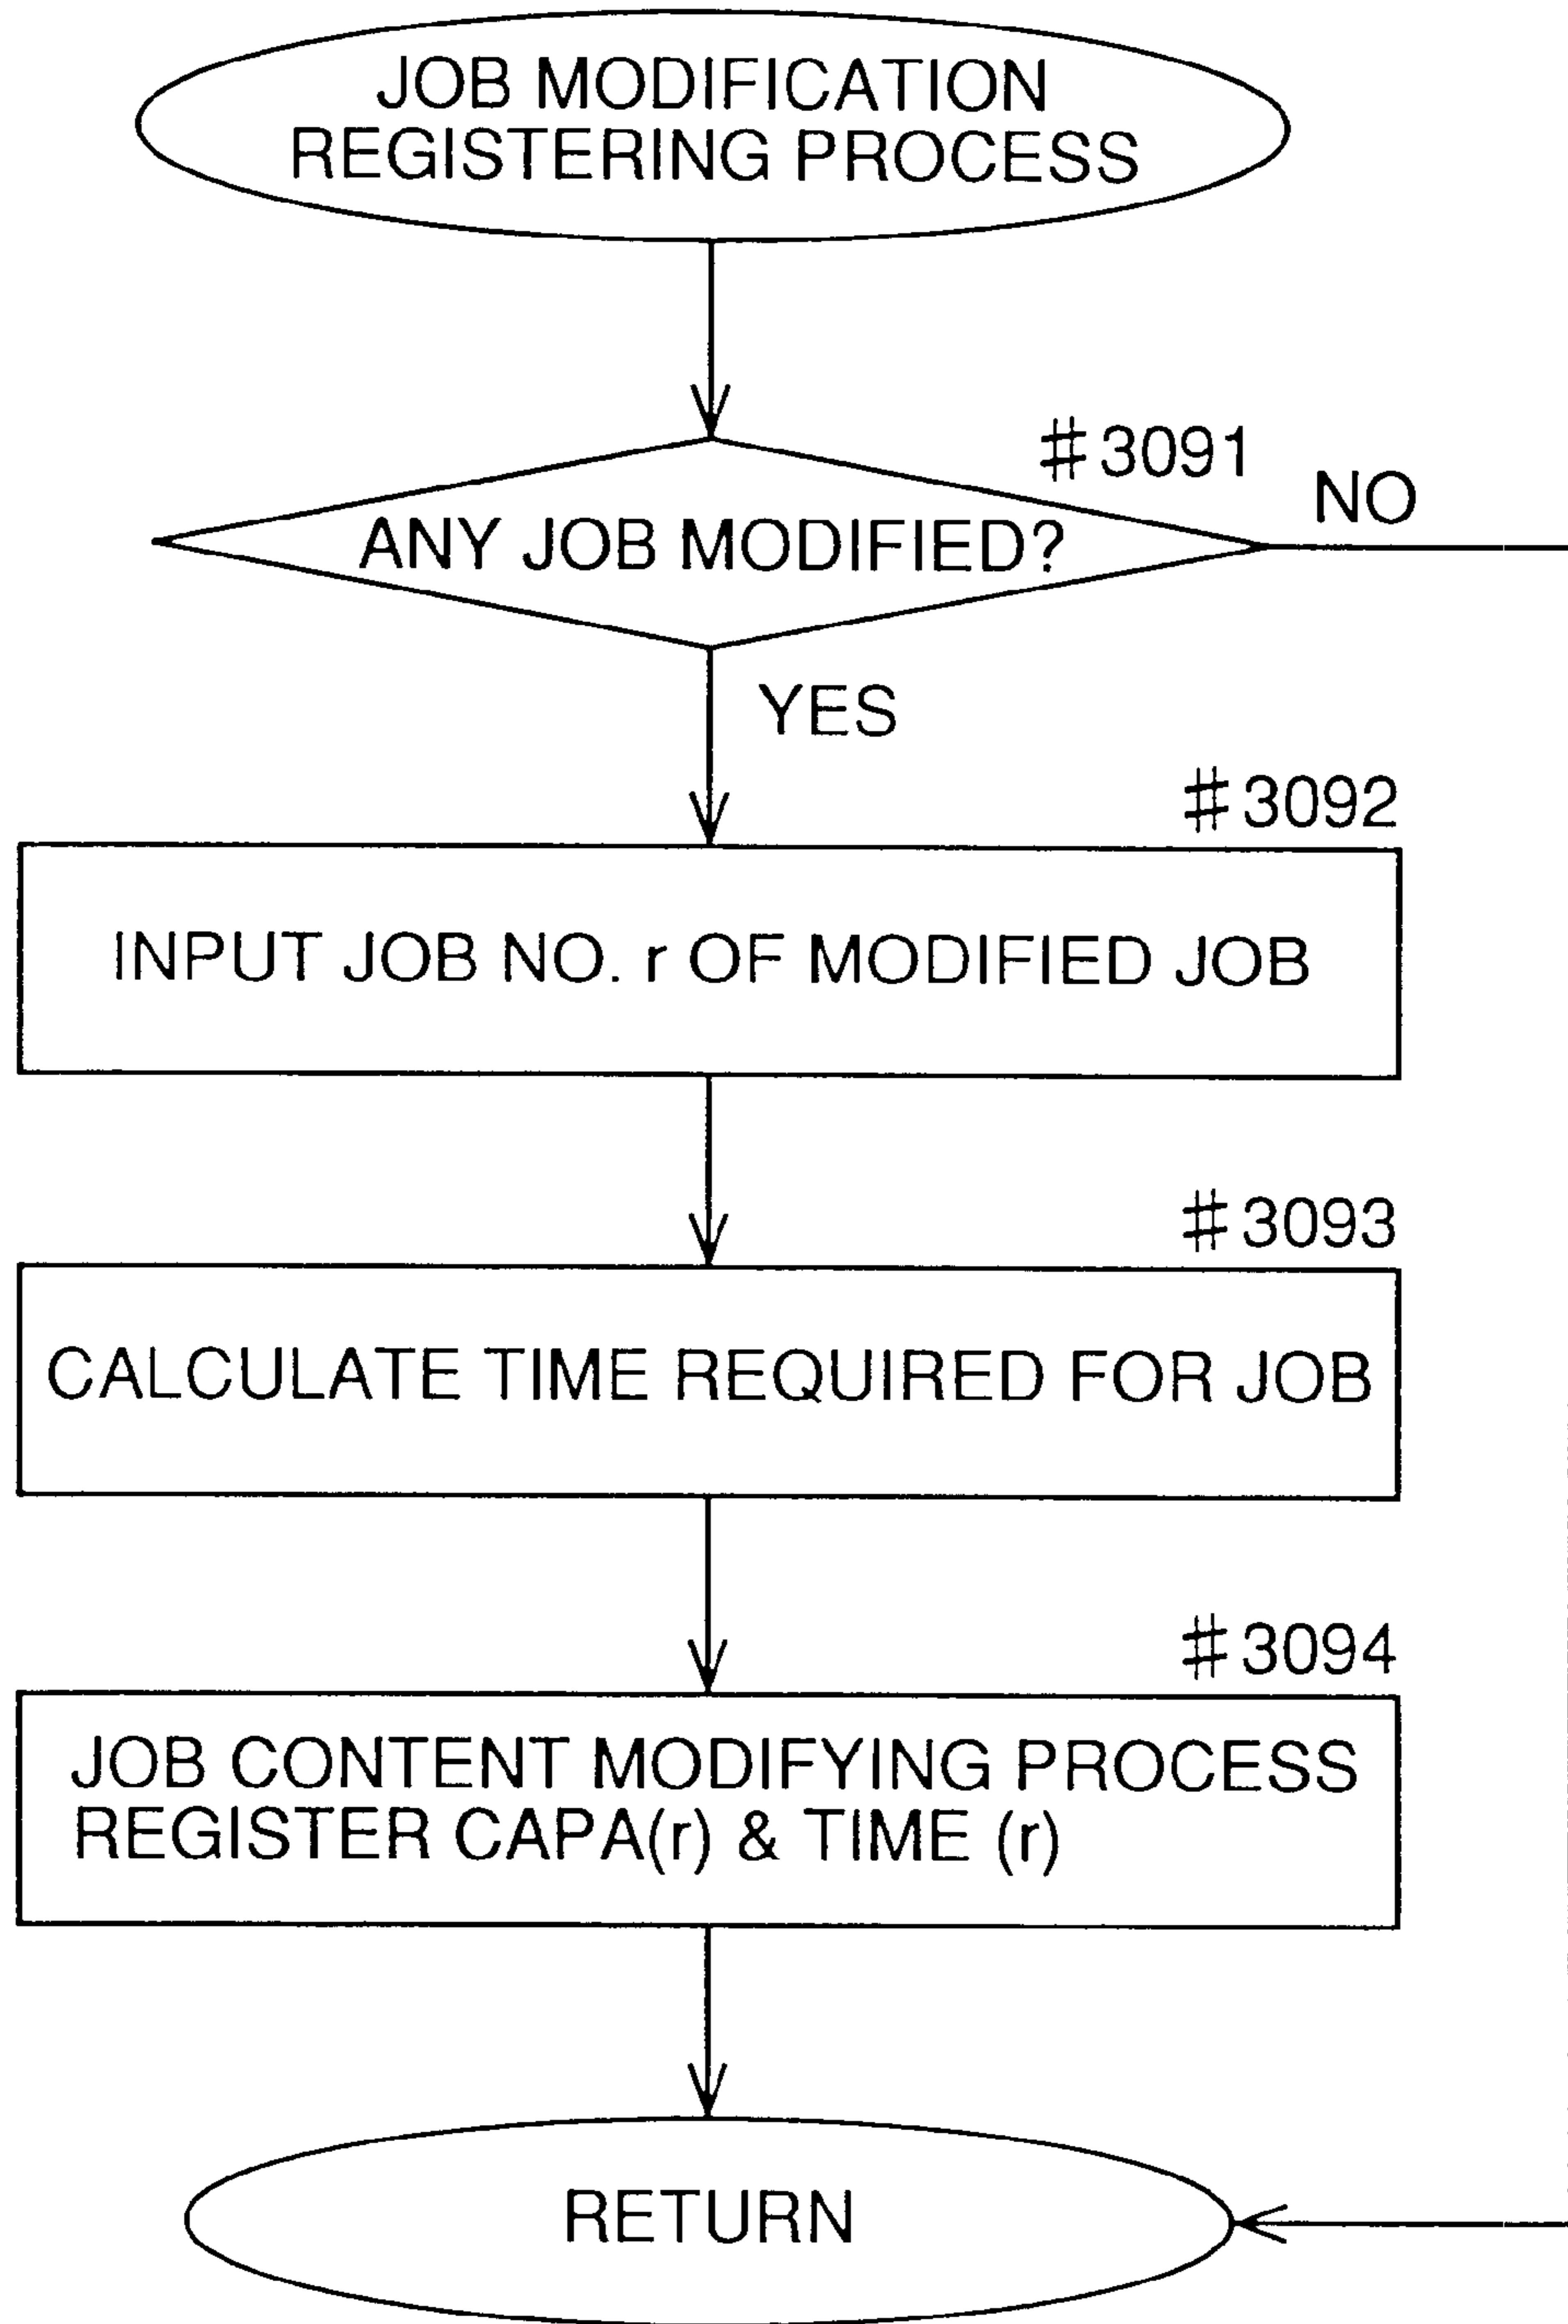 JOB MODIFICATION
REGISTERING PROCESS
#3091
NO
ANY JOB MODIFIED?
YES
#3092
INPUT JOB NO. r OF MODIFIED JOB
#3093
CALCULATE TIME REQUIRED FOR JOB
#3094
JOB CONTENT MODIFYING PROCESS
REGISTER CAPA(r) & TIME (r)
RETURN